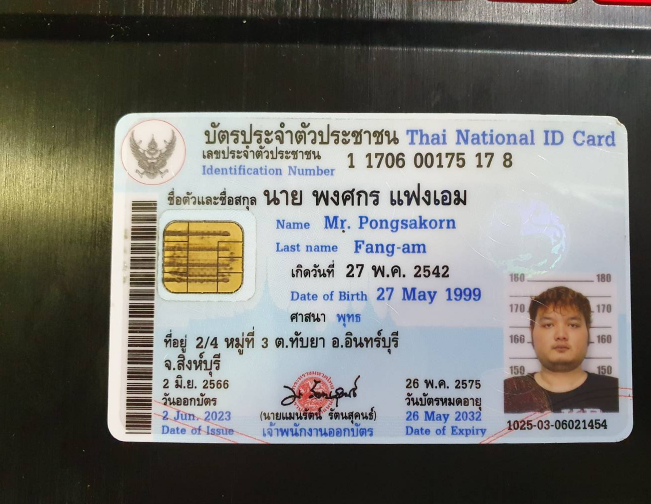 บัตรประจำตัวประชาชน Thai National ID Card
เลขประจำตัวประชาชน 1 1706 00175 17 8
Identification Number
ชื่อตัวและชื่อสกุล นาย พงศกร แฟงเอม
Name Mr. Pongsakorn
Last name Fang-am
เกิดวันที่ 27 พ.ค. 2542
Date of Birth 27 May 1999
ศาสนา พุทธ
ที่อยู่ 2/4 หมู่ที่ 3 ต.ทับยา อ.อินทร์บุรี
จ.สิงห์บุรี
2 มิ.ย. 2566
วันออกบัตร
2 Jun. 2023
Date of Issue
(นายแมนรัตน์ รัตนสุคนธ์)
เจ้าพนักงานออกบัตร
26 พ.ค. 2575
วันบัตรหมดอายุ
26 May 2032
Date of Expiry
180 180
170 170
160 160
150 150
1025-03-06021454